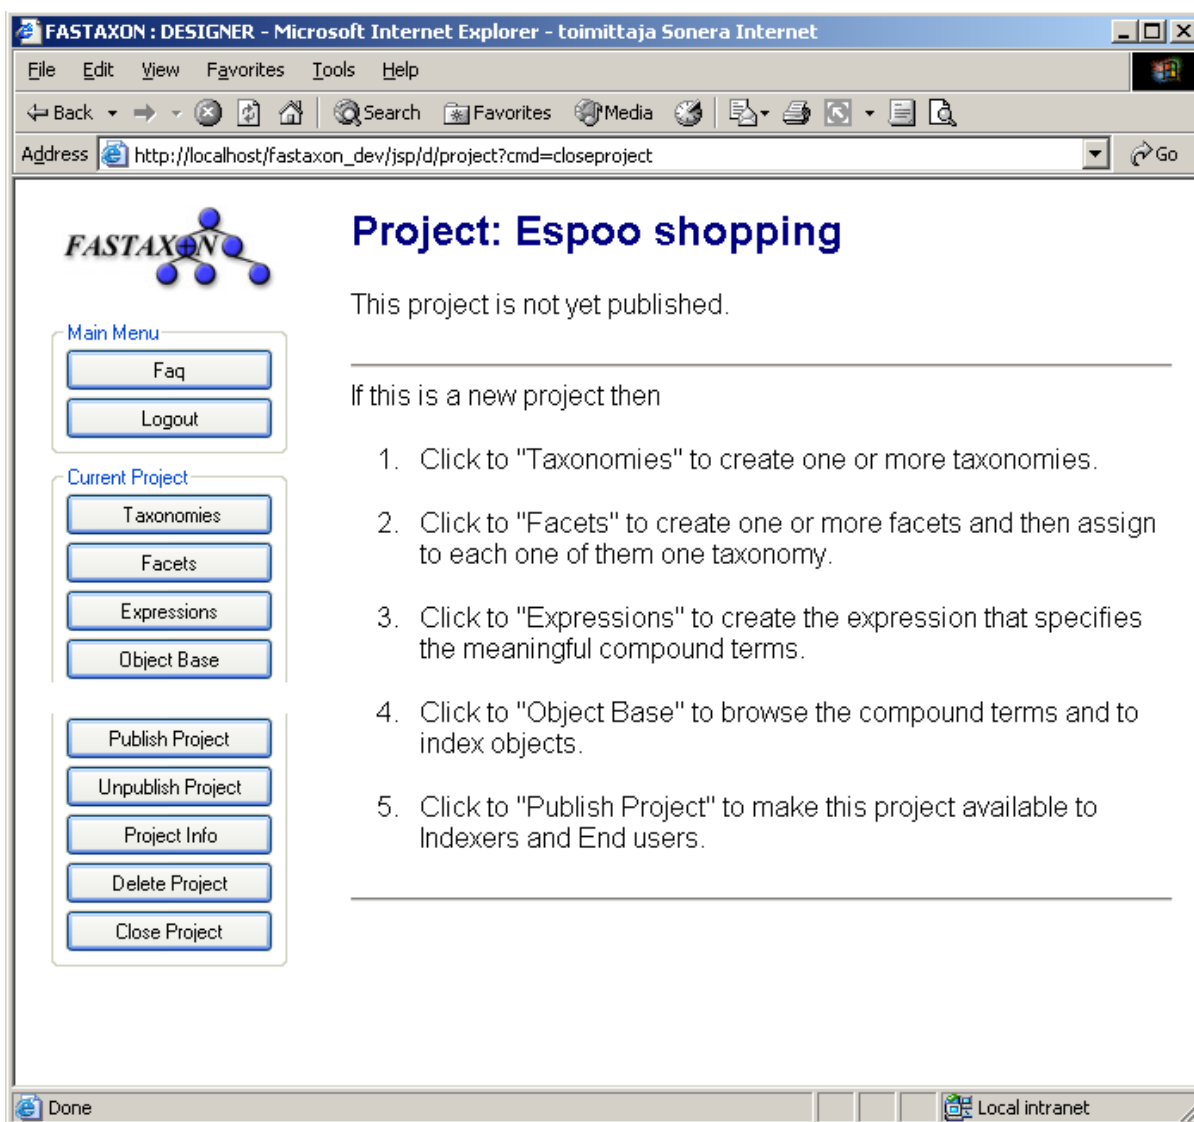 FASTAXON : DESIGNER - Microsoft Internet Explorer - toimittaja Sonera Internet
File Edit View Favorites Tools Help
Back Search Favorites Media
Address http://localhost/fastaxon_dev/jsp/d/project?cmd=closeproject Go
FASTAXON
Project: Espoo shopping
This project is not yet published.
Main Menu
Faq
Logout
Current Project
Taxonomies
Facets
Expressions
Object Base
Publish Project
Unpublish Project
Project Info
Delete Project
Close Project
If this is a new project then
1. Click to "Taxonomies" to create one or more taxonomies.
2. Click to "Facets" to create one or more facets and then assign
to each one of them one taxonomy.
3. Click to "Expressions" to create the expression that specifies
the meaningful compound terms.
4. Click to "Object Base" to browse the compound terms and to
index objects.
5. Click to "Publish Project" to make this project available to
Indexers and End users.
Done Local intranet